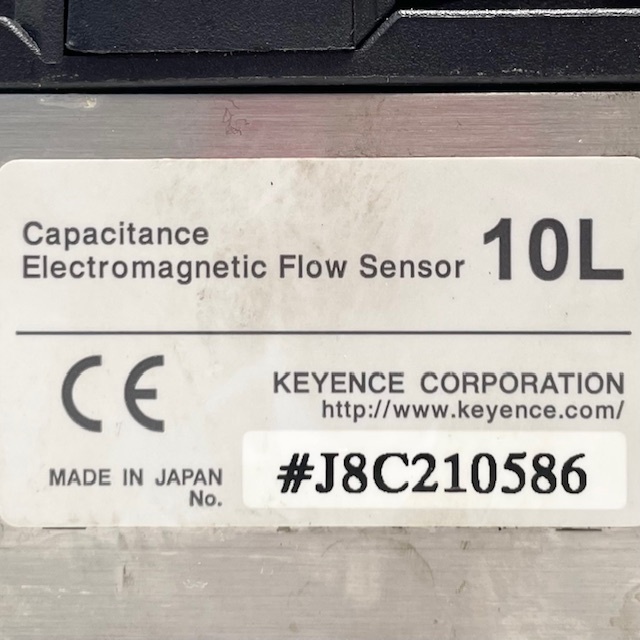 Capacitance
Electromagnetic Flow Sensor 10L
CE
KEYENCE CORPORATION
http://www.keyence.com/
MADE IN JAPAN
No. #J8C210586